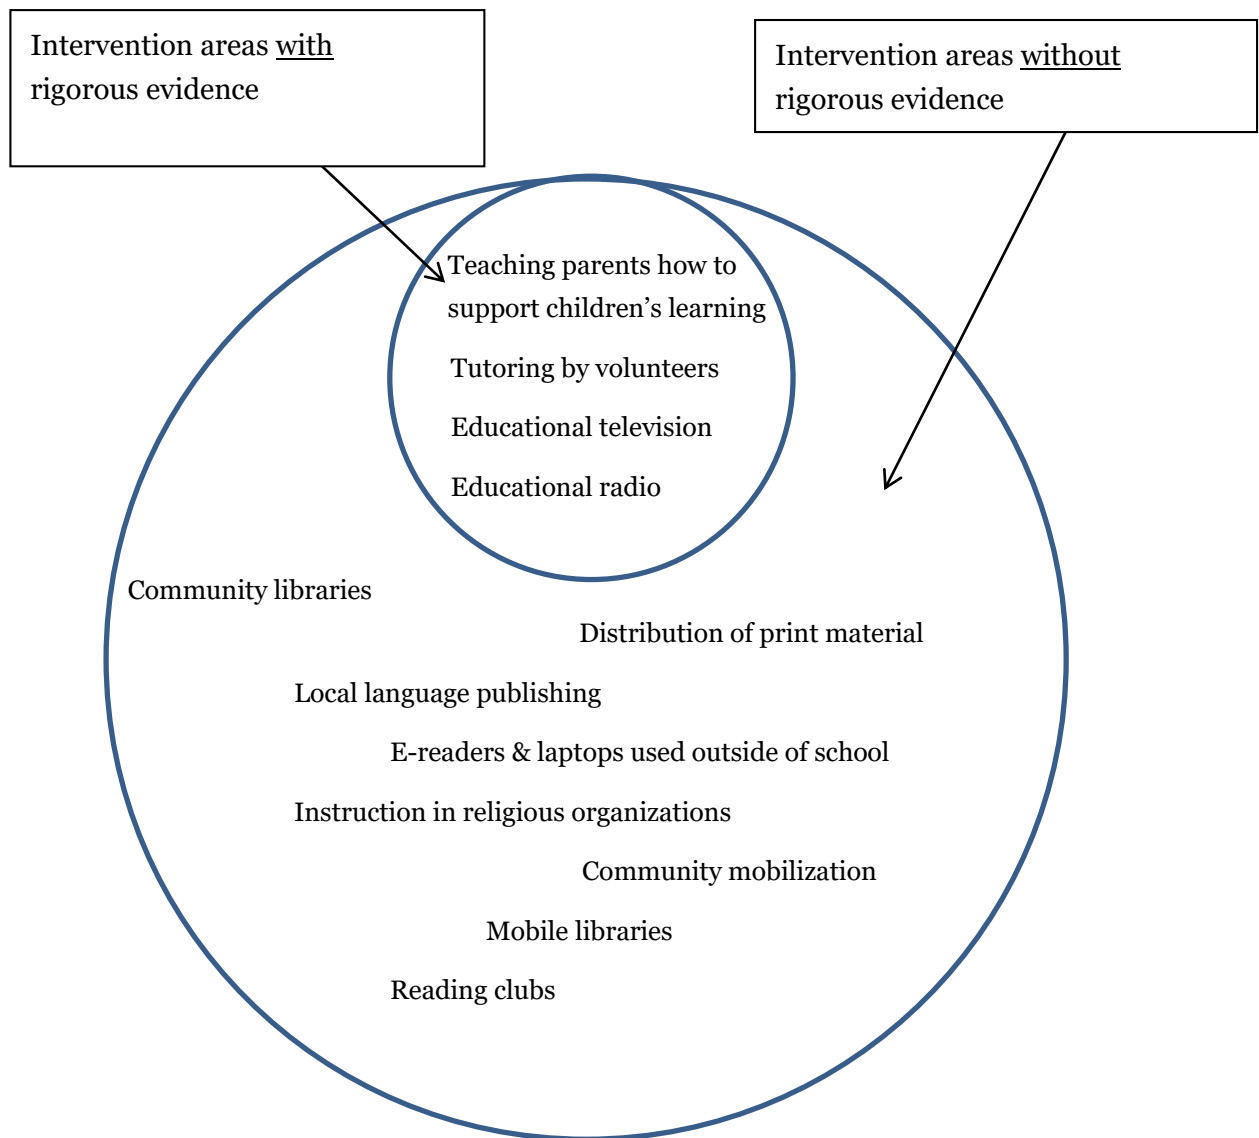 Intervention areas with
rigorous evidence
Intervention areas without
rigorous evidence
Teaching parents how to
support children’s learning
Tutoring by volunteers
Educational television
Educational radio
Community libraries
Distribution of print material
Local language publishing
E-readers & laptops used outside of school
Instruction in religious organizations
Community mobilization
Mobile libraries
Reading clubs